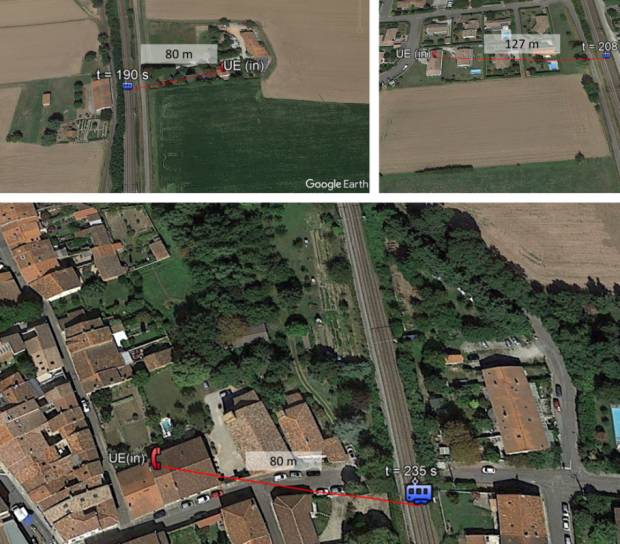 80 m
t = 190 s
UE (in)
Google Earth
127 m
UE (in)
t = 208
80 m
UE(in)
t = 235 s